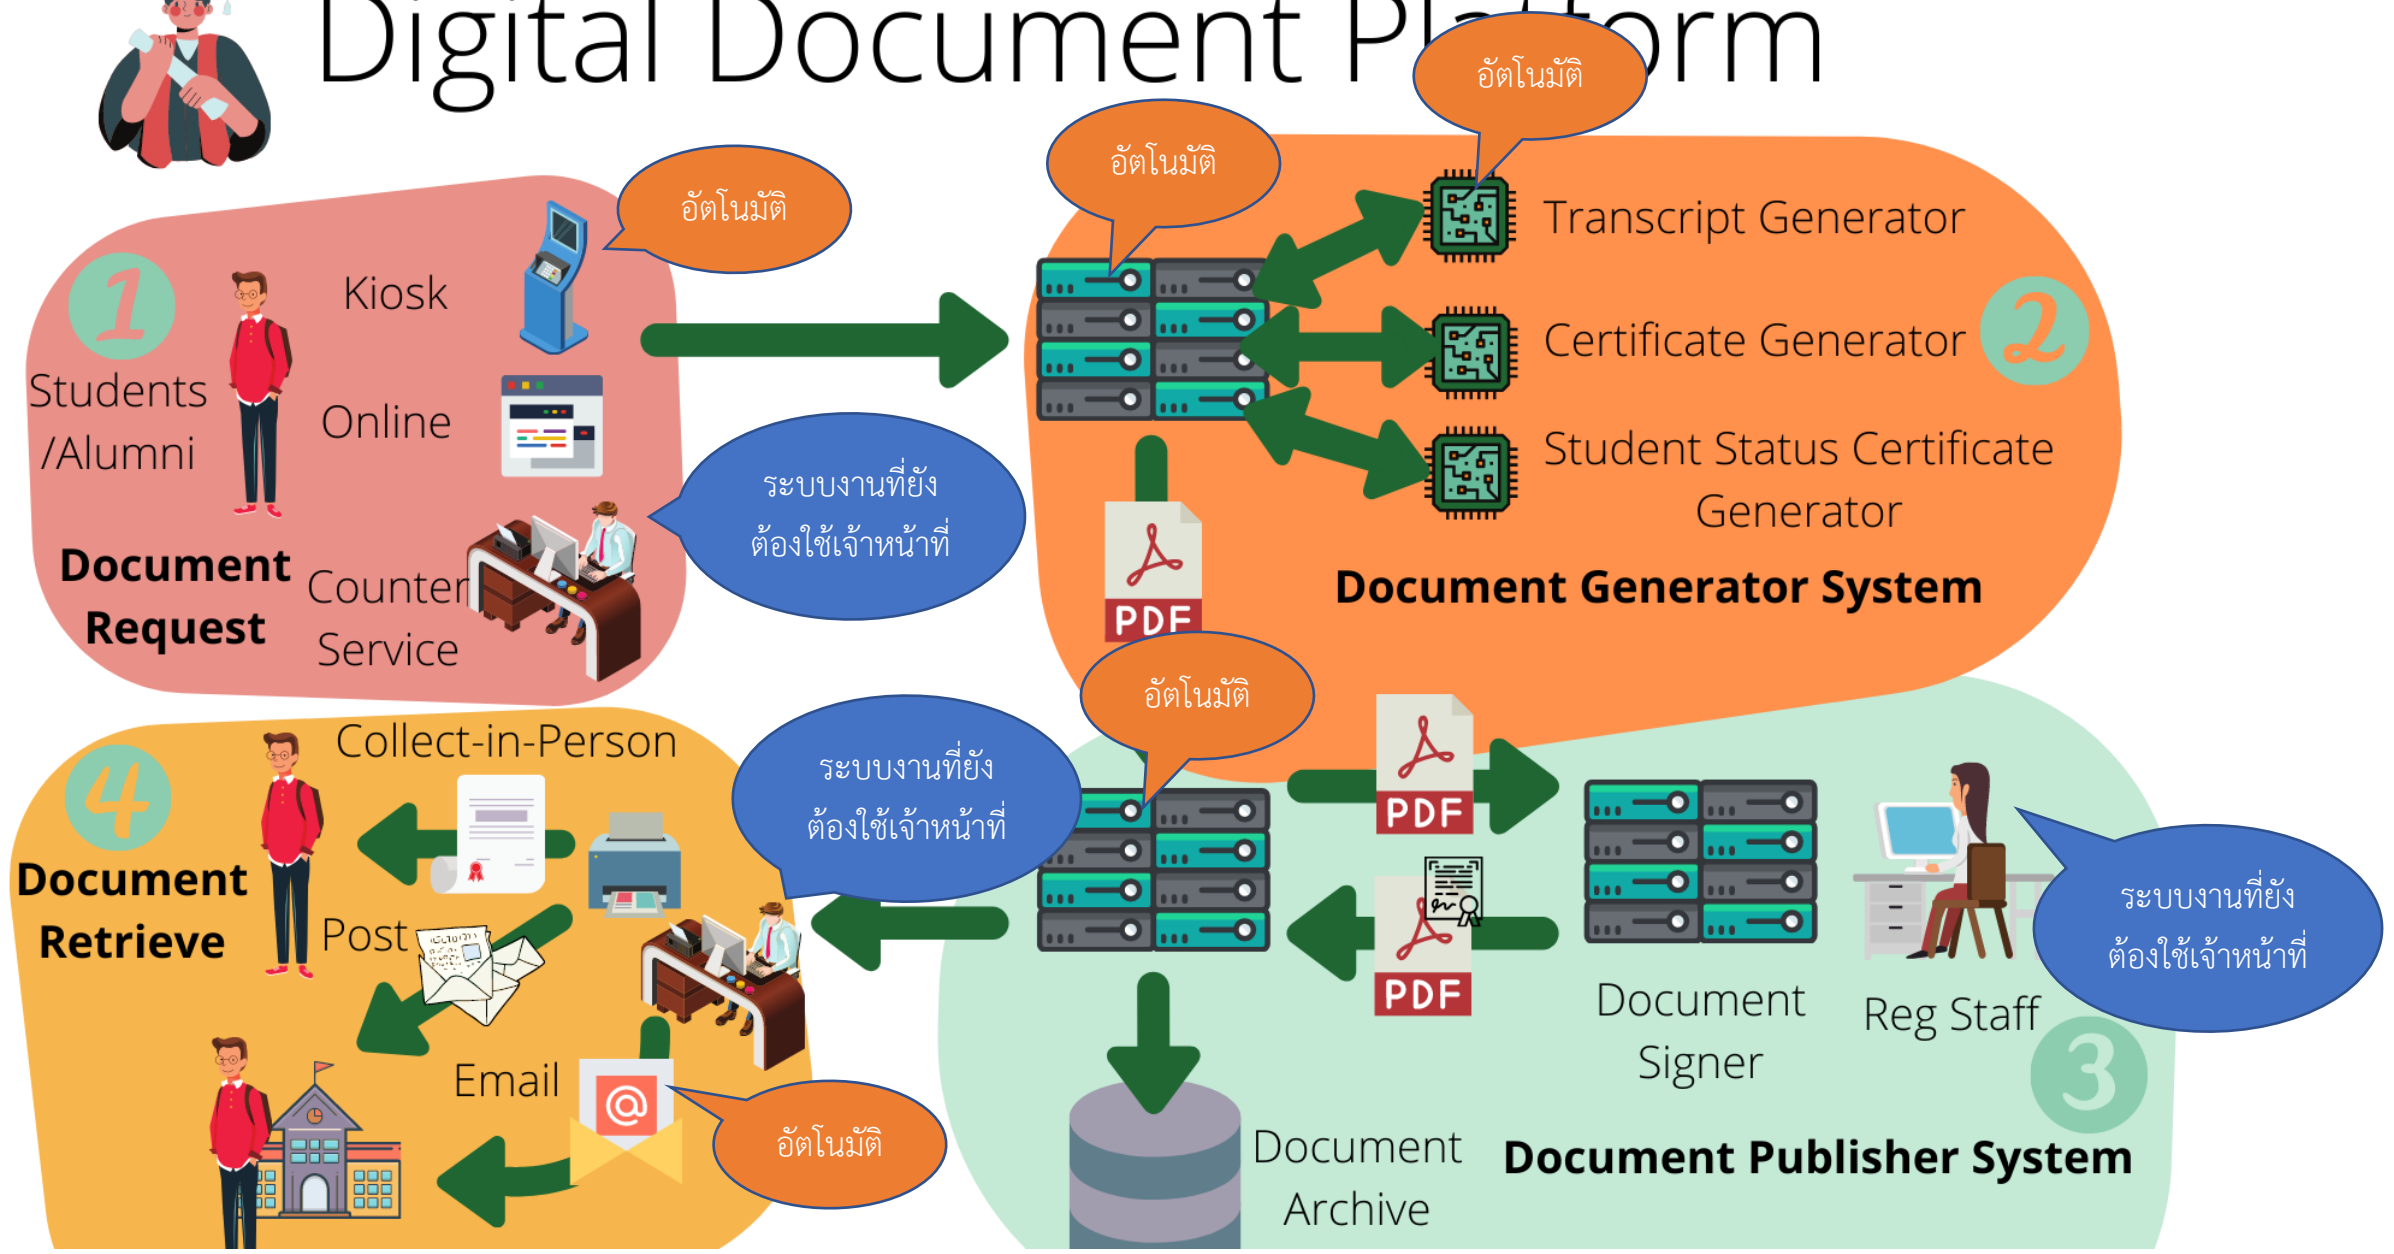 Digital Document Platform
อัตโนมัติ
อัตโนมัติ
อัตโนมัติ
1
Students
/Alumni
Kiosk
Online
Counter
Service
Document
Request
ระบบงานที่ยัง
ต้องใช้เจ้าหน้าที่
Transcript Generator
Certificate Generator
2
Student Status Certificate
Generator
Document Generator System
PDF
อัตโนมัติ
4
Collect-in-Person
Document
Retrieve
Post
Email
@
ระบบงานที่ยัง
ต้องใช้เจ้าหน้าที่
อัตโนมัติ
PDF
PDF
Document
Signer
Reg Staff
ระบบงานที่ยัง
ต้องใช้เจ้าหน้าที่
3
Document
Archive
Document Publisher System